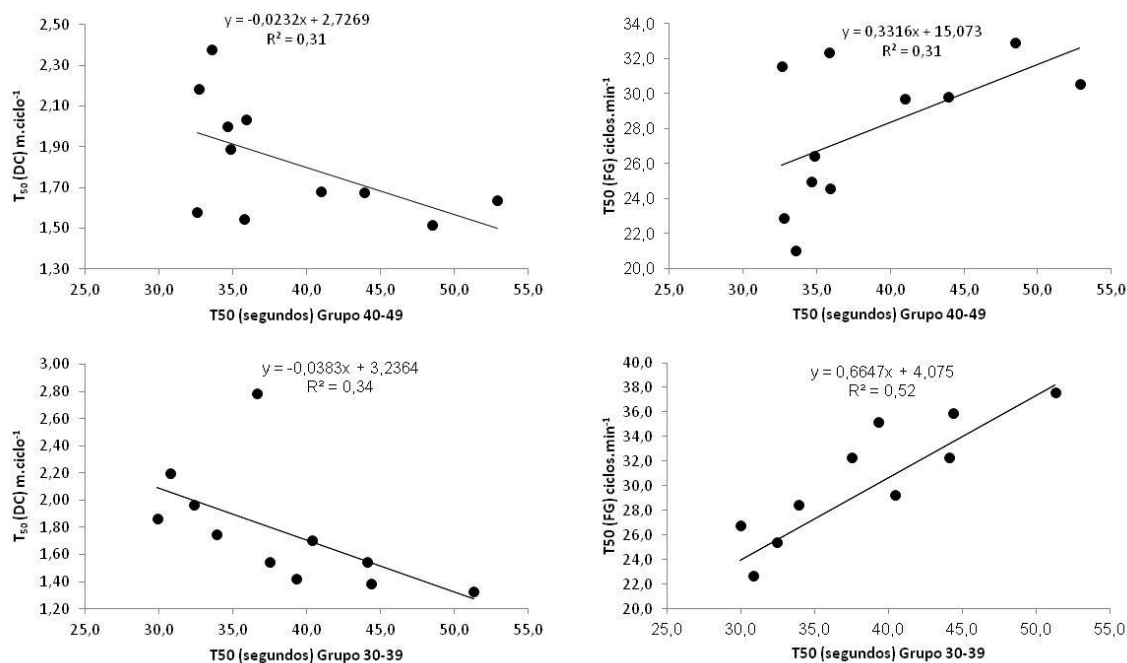 y = -0,0232x + 2,7269
R² = 0,31
2,50
2,30
2,10
1,90
1,70
1,50
1,30
T₅₀ (DC) m.ciclo⁻¹
25,0 30,0 35,0 40,0 45,0 50,0 55,0
T50 (segundos) Grupo 40-49
y = 0,3316x + 15,073
R² = 0,31
34,0
32,0
30,0
28,0
26,0
24,0
22,0
20,0
T50 (FG) ciclos.min⁻¹
25,0 30,0 35,0 40,0 45,0 50,0 55,0
T50 (segundos) Grupo 40-49
y = -0,0383x + 3,2364
R² = 0,34
3,00
2,80
2,60
2,40
2,20
2,00
1,80
1,60
1,40
1,20
T₅₀ (DC) m.ciclo⁻¹
25,0 30,0 35,0 40,0 45,0 50,0 55,0
T50 (segundos) Grupo 30-39
y = 0,6647x + 4,075
R² = 0,52
40,0
38,0
36,0
34,0
32,0
30,0
28,0
26,0
24,0
22,0
20,0
T50 (FG) ciclos.min⁻¹
25,0 30,0 35,0 40,0 45,0 50,0 55,0
T50 (segundos) Grupo 30-39